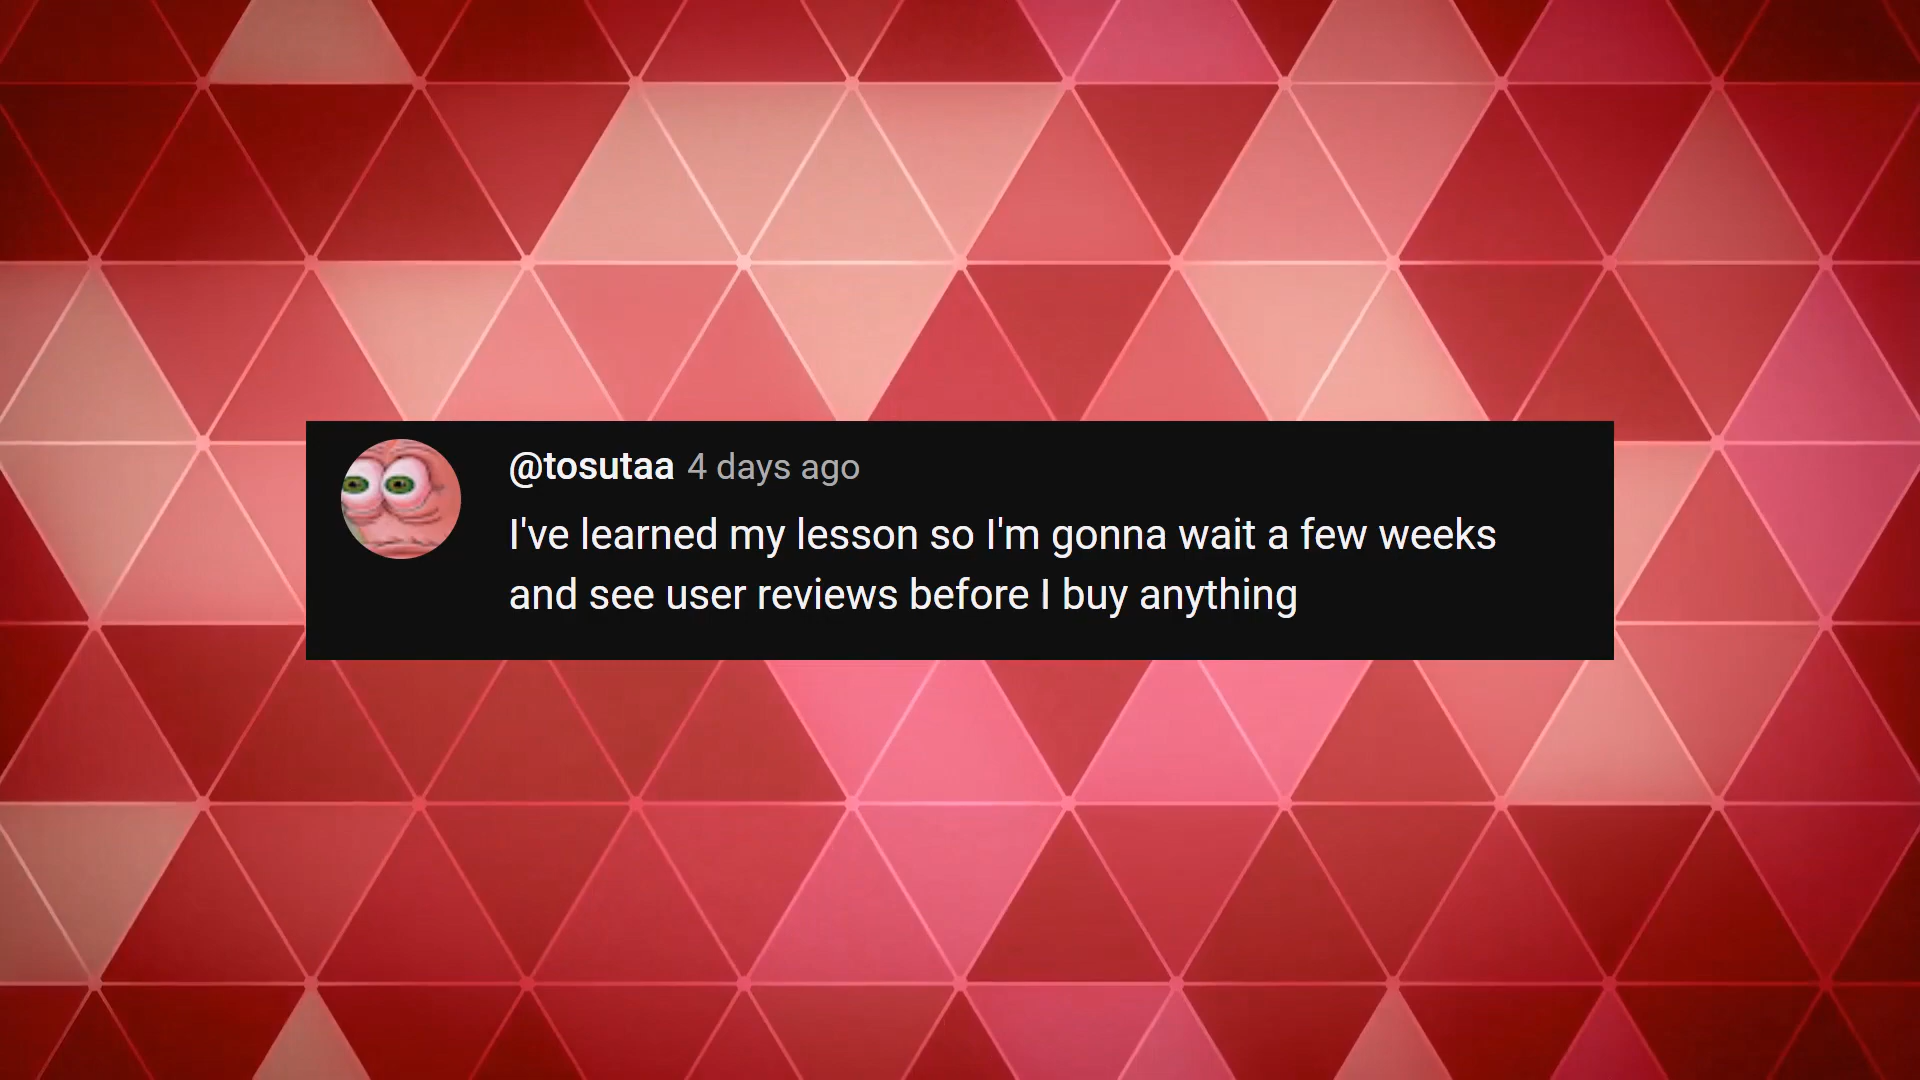 @tosutaa 4 days ago
I've learned my lesson so I'm gonna wait a few weeks
and see user reviews before I buy anything